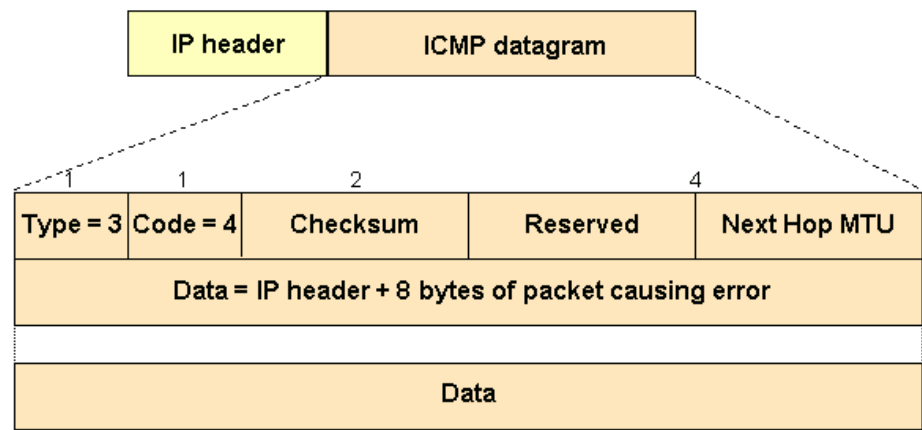 IP header ICMP datagram
1 1 2 4
Type = 3 Code = 4 Checksum Reserved Next Hop MTU
Data = IP header + 8 bytes of packet causing error
Data